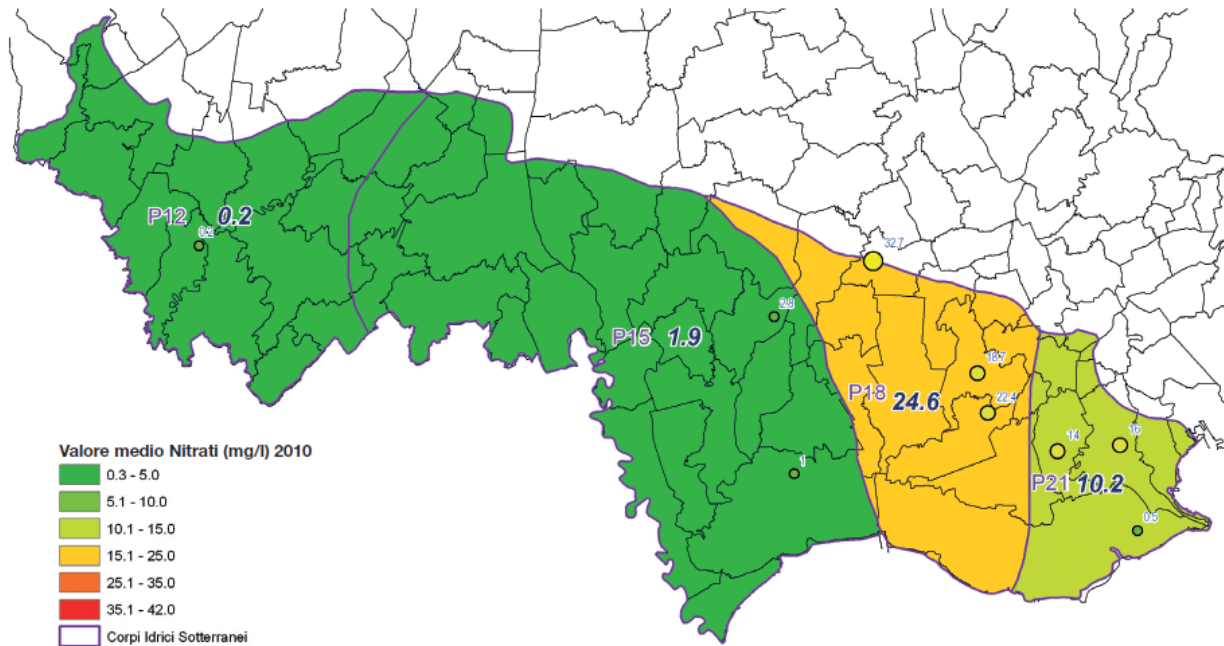 P12 0.2
0.2
32.7
2.8
P15 1.9
18.7
P18 24.6
22.4
14
16
P21 10.2
0.5
1
Valore medio Nitrati (mg/l) 2010
0.3 - 5.0
5.1 - 10.0
10.1 - 15.0
15.1 - 25.0
25.1 - 35.0
35.1 - 42.0
Corpi Idrici Sotterranei